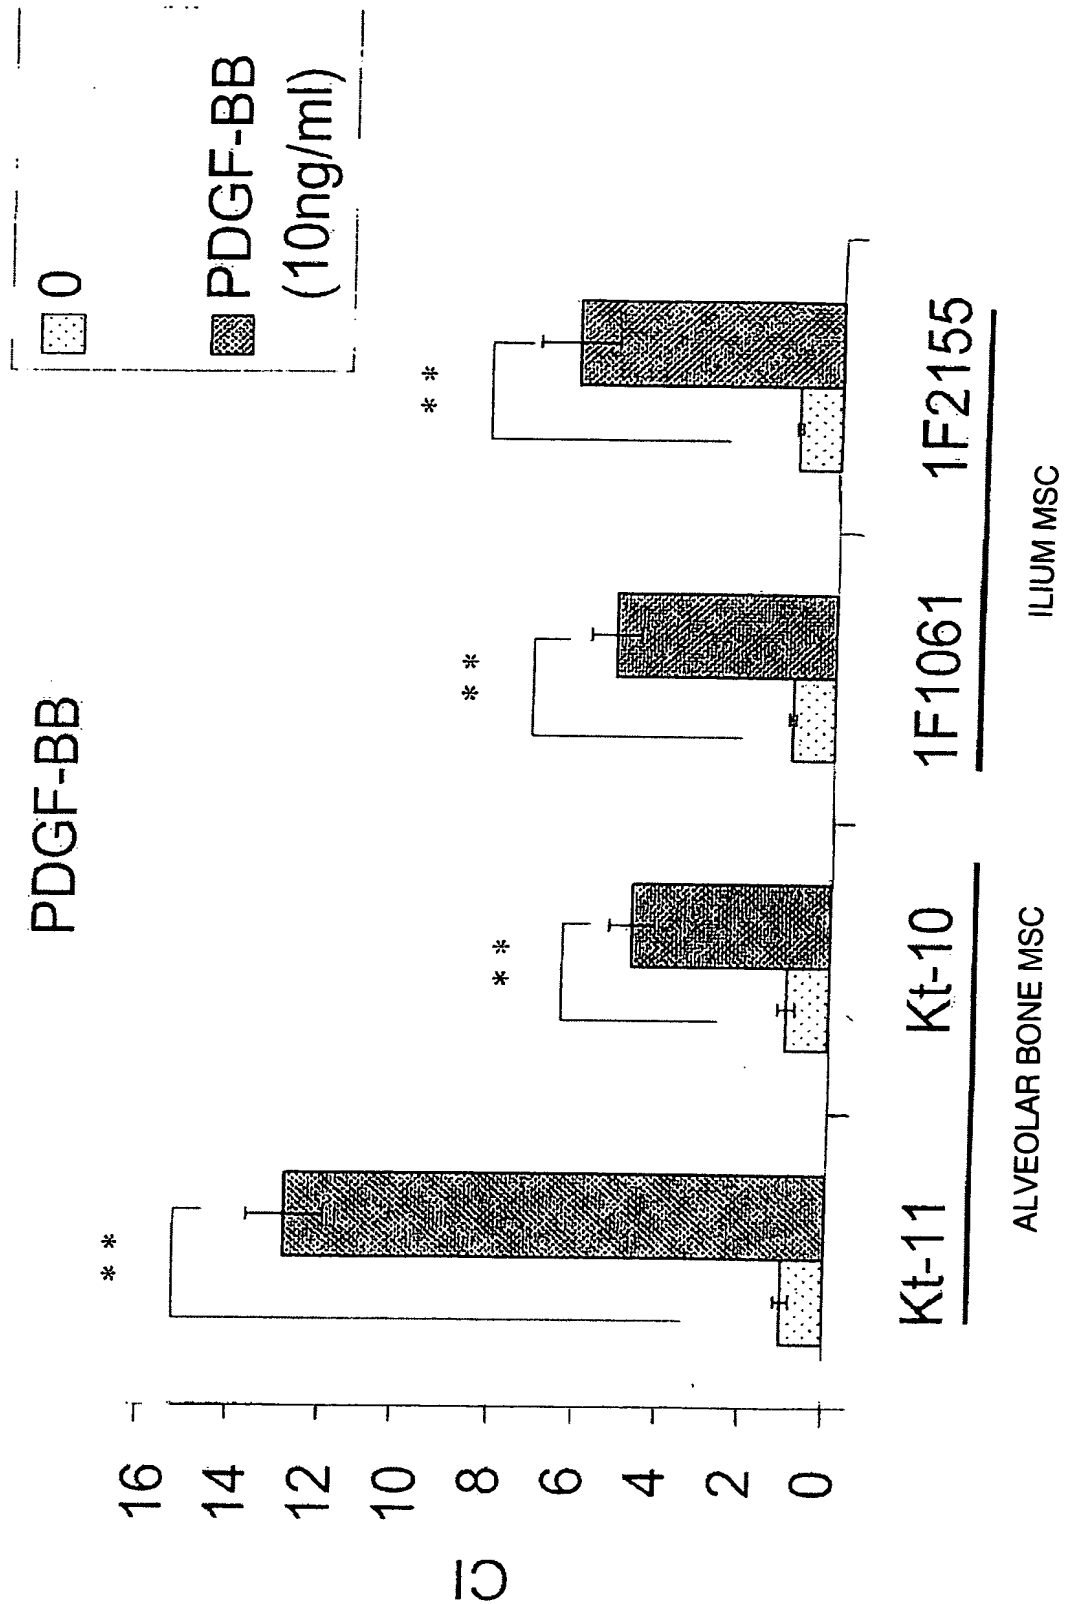 PDGF-BB
0
PDGF-BB
(10ng/ml)
CI
16
14
12
10
8
6
4
2
0
* *
* *
* *
* *
Kt-11
Kt-10
1F1061
1F2155
ALVEOLAR BONE MSC
ILIUM MSC